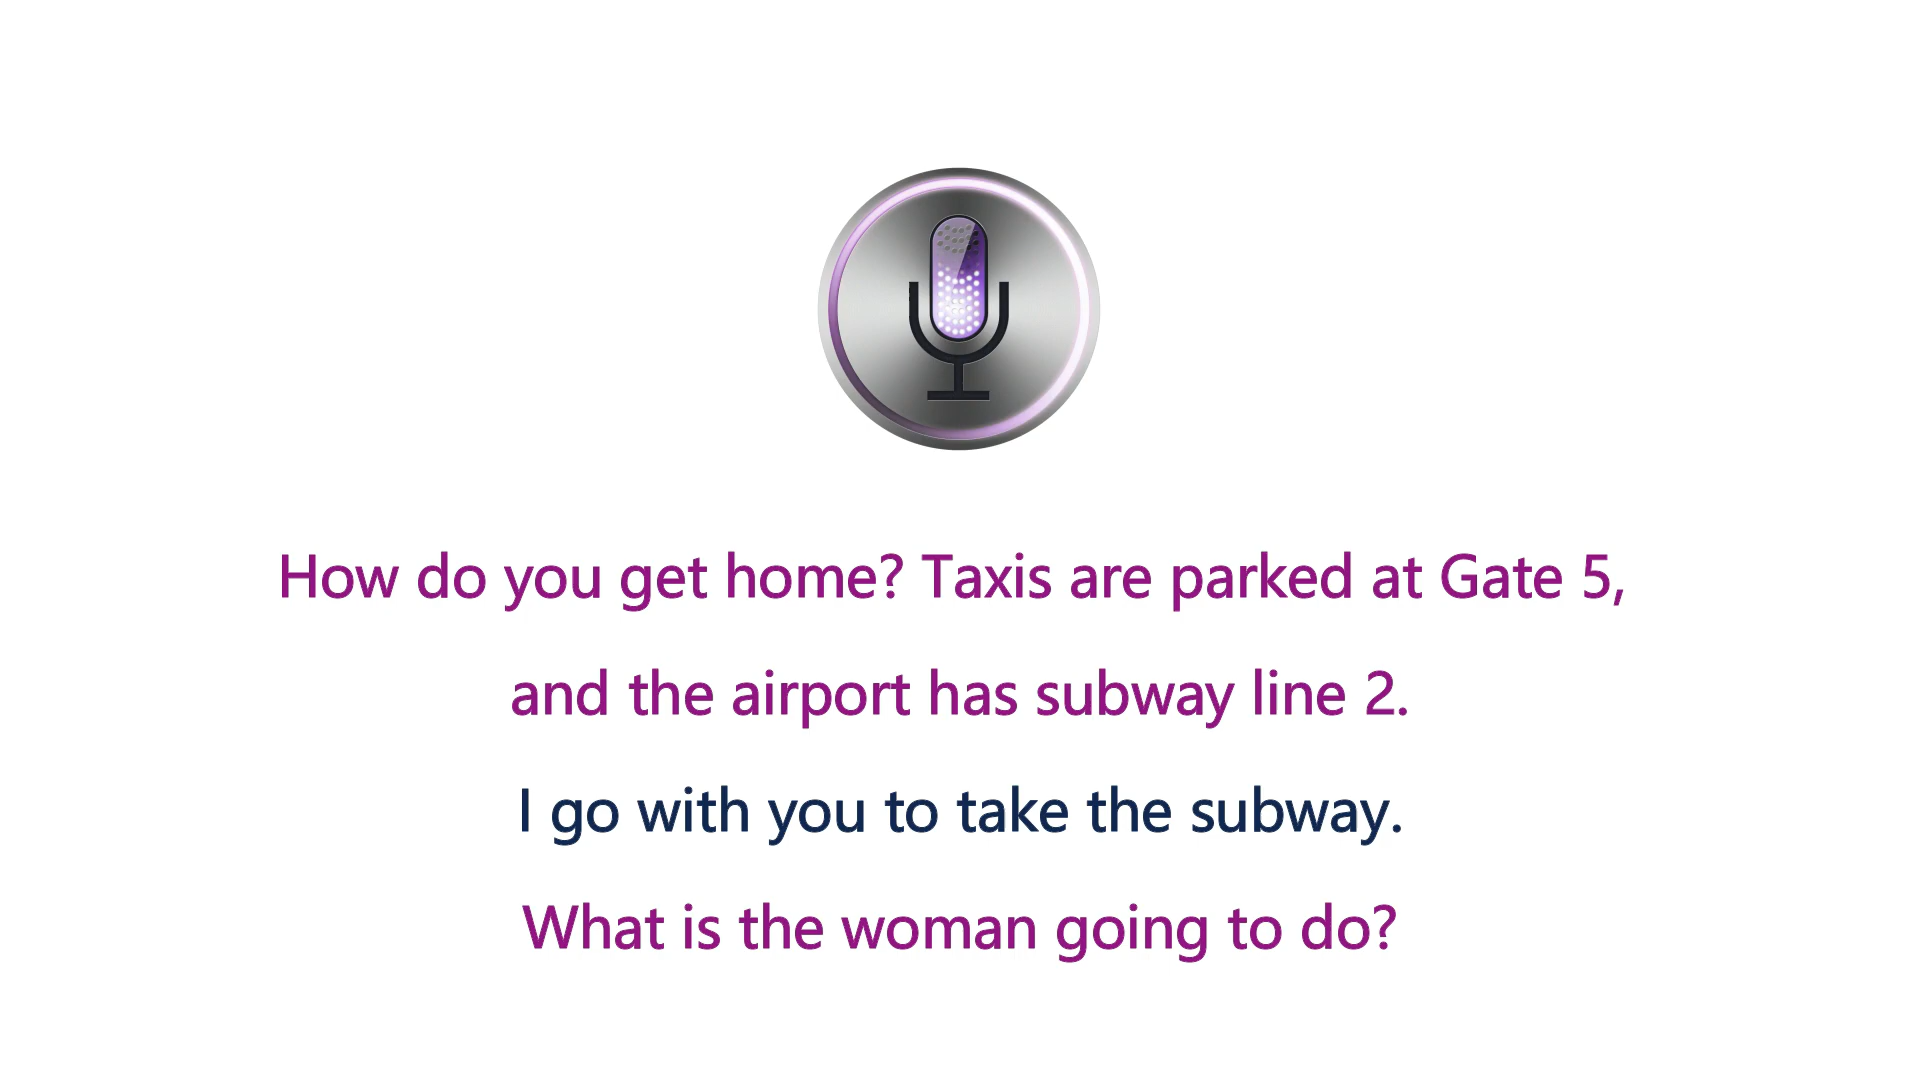 How do you get home? Taxis are parked at Gate 5,
and the airport has subway line 2.
I go with you to take the subway.
What is the woman going to do?